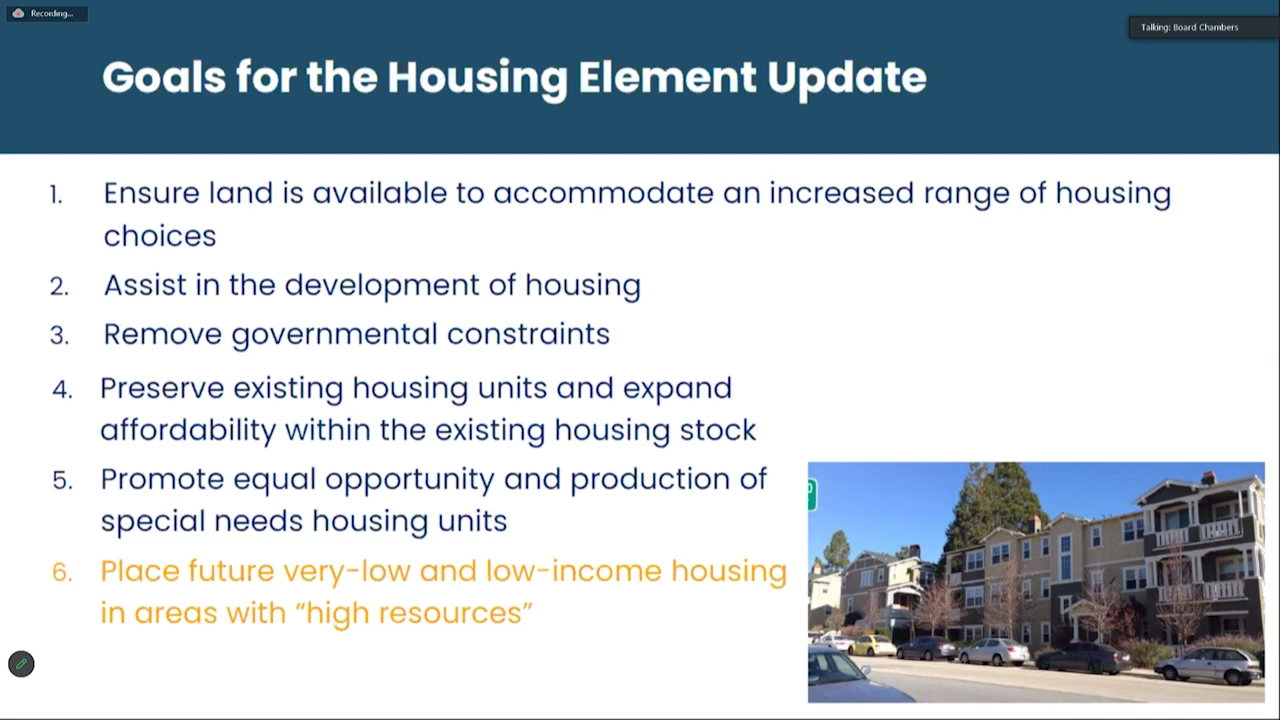 Recording...
Talking: Board Chambers
Goals for the Housing Element Update
1. Ensure land is available to accommodate an increased range of housing
choices
2. Assist in the development of housing
3. Remove governmental constraints
4. Preserve existing housing units and expand
affordability within the existing housing stock
5. Promote equal opportunity and production of
special needs housing units
6. Place future very-low and low-income housing
in areas with “high resources”